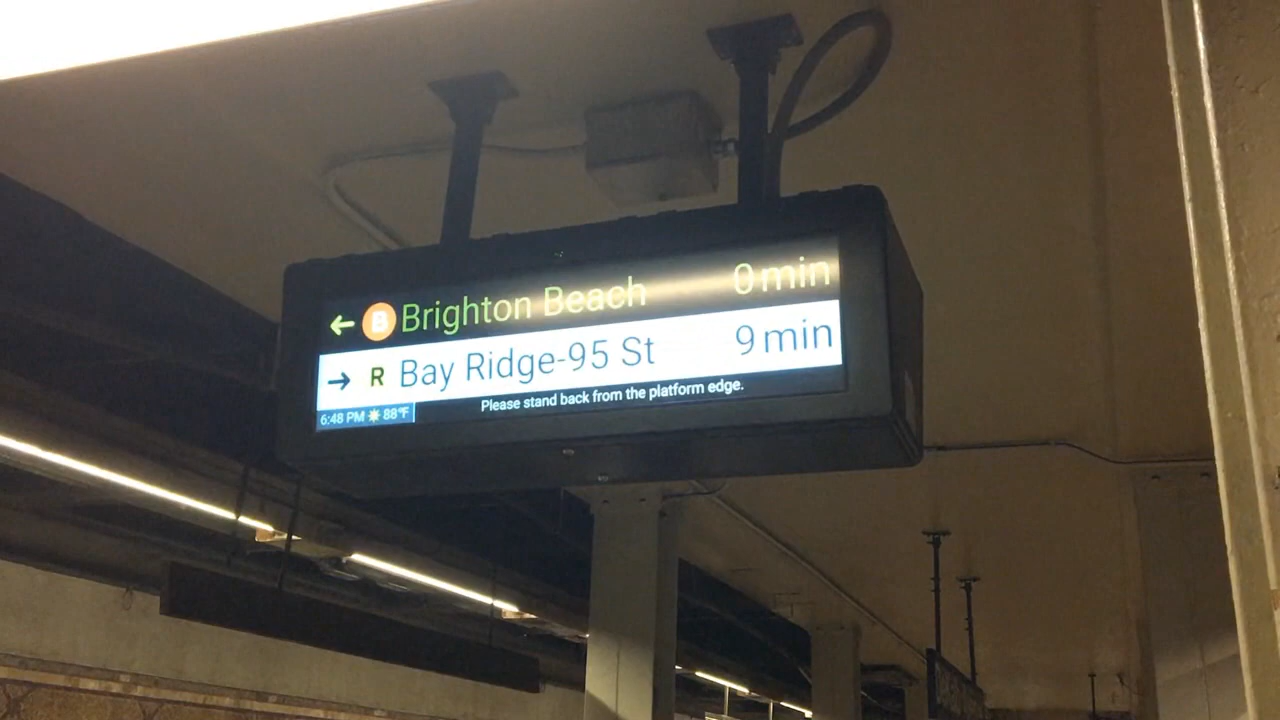 ← B Brighton Beach 0 min
→ R Bay Ridge-95 St 9 min
6:48 PM ☀ 88°F Please stand back from the platform edge.